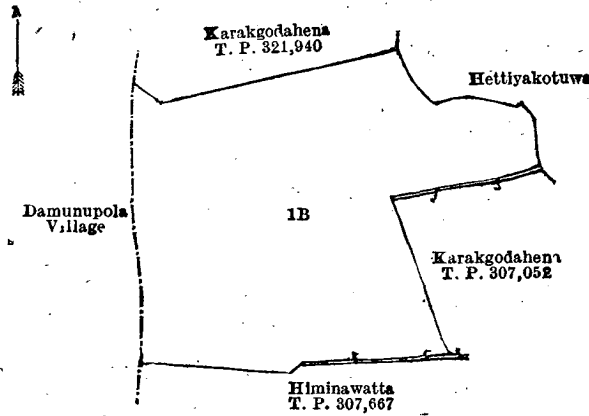 Karakgodahena
T. P. 321,940
Hettiyakotuwa
Damunupola
Village
1B
Karakgodahena
T. P. 307,052
Himinawatta
T. P. 307,667